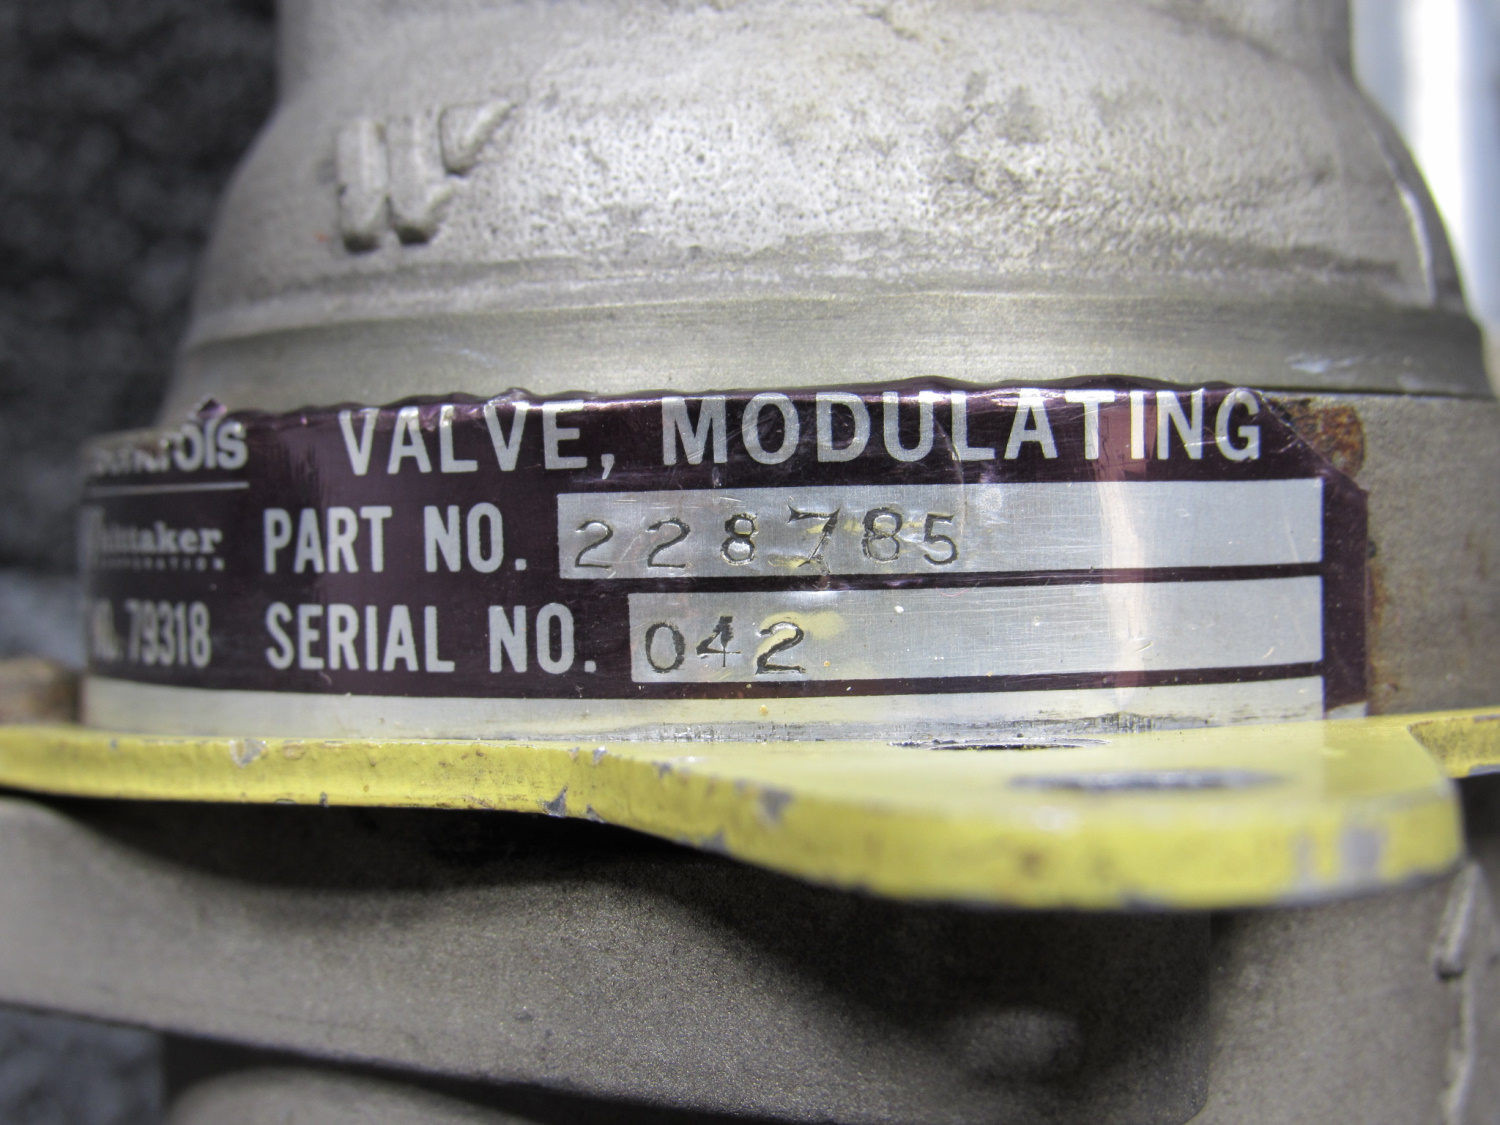 W
VALVE, MODULATING
PART NO. 228785
79318
SERIAL NO. 042